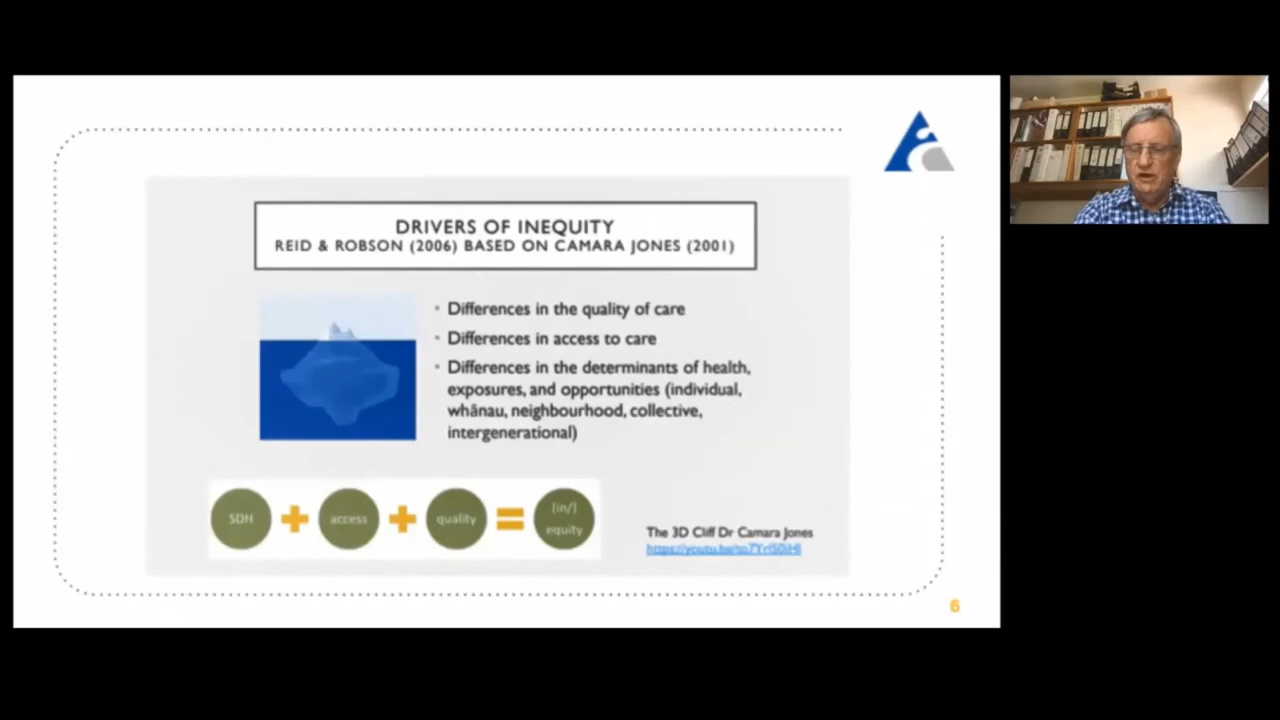 DRIVERS OF INEQUITY
REID & ROBSON (2006) BASED ON CAMARA JONES (2001)
• Differences in the quality of care
• Differences in access to care
• Differences in the determinants of health,
exposures, and opportunities (individual,
whānau, neighbourhood, collective,
intergenerational)
SDH + access + quality = (in/)
equity
The 3D Cliff Dr Camara Jones
6